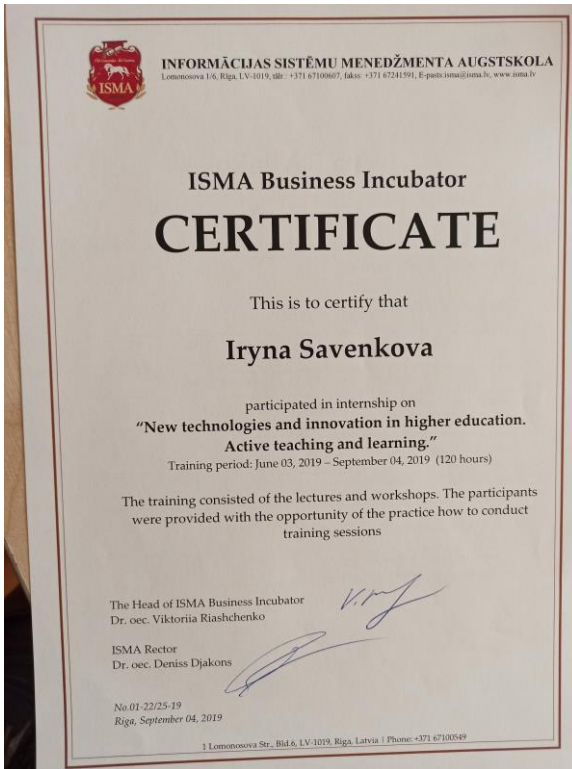 ISMA
INFORMĀCIJAS SISTĒMU MENEDŽMENTA AUGSTSKOLA
Lomonosova 1/6, Rīga, LV-1019, tālr.: +371 67100607, fakss: +371 67241591, E-pasts:isma@isma.lv, www.isma.lv
ISMA Business Incubator
CERTIFICATE
This is to certify that
Iryna Savenkova
participated in internship on
“New technologies and innovation in higher education.
Active teaching and learning.”
Training period: June 03, 2019 – September 04, 2019 (120 hours)
The training consisted of the lectures and workshops. The participants
were provided with the opportunity of the practice how to conduct
training sessions
The Head of ISMA Business Incubator
Dr. oec. Viktoriia Riashchenko
ISMA Rector
Dr. oec. Deniss Djakons
No.01-22/25-19
Riga, September 04, 2019
1 Lomonosova Str., Bld.6, LV-1019, Riga, Latvia | Phone: +371 67100549